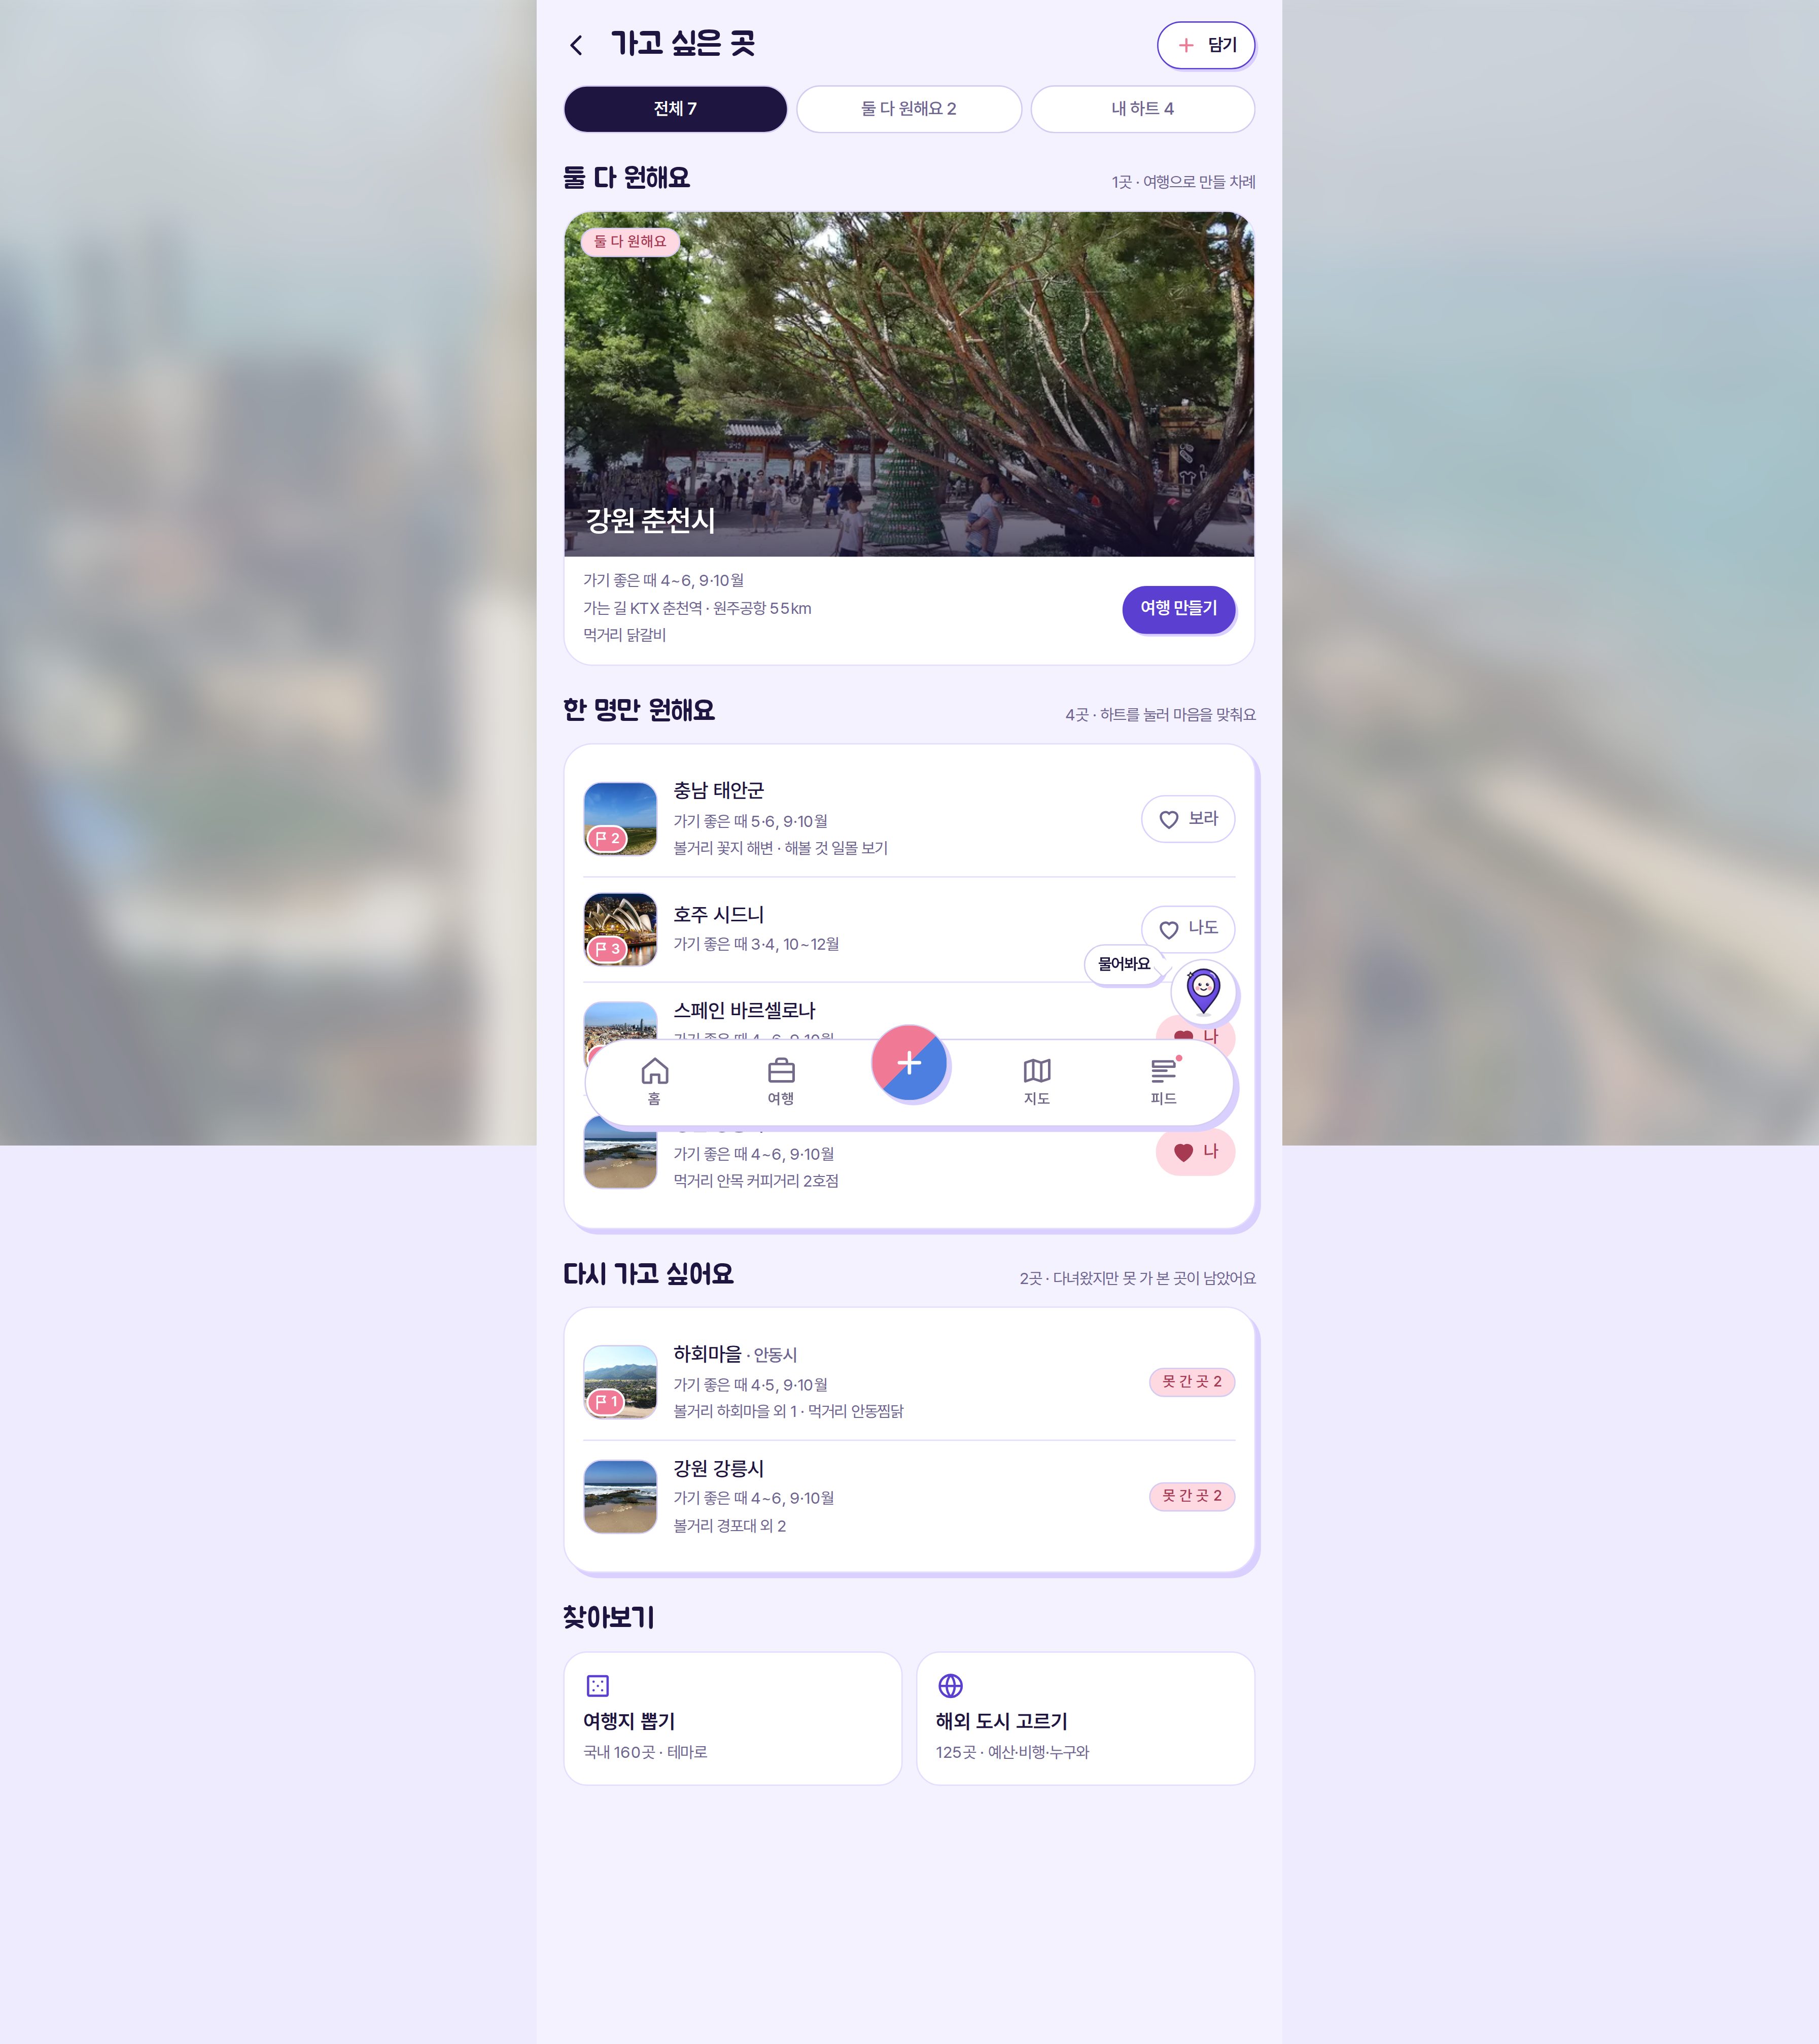 가고 싶은 곳
담기
전체 7
둘 다 원해요 2
내 하트 4
둘 다 원해요
1곳 · 여행으로 만들 차례
둘 다 원해요
강원 춘천시
가기 좋은 때 4~6, 9·10월
가는 길 KTX 춘천역 · 원주공항 55km
먹거리 닭갈비
여행 만들기
한 명만 원해요
4곳 · 하트를 눌러 마음을 맞춰요
충남 태안군
가기 좋은 때 5·6, 9·10월
볼거리 꽃지 해변 · 해볼 것 일몰 보기
2
보라
호주 시드니
가기 좋은 때 3·4, 10~12월
3
나도
물어봐요
스페인 바르셀로나
나
홈
여행
지도
피드
가기 좋은 때 4~6, 9·10월
먹거리 안목 커피거리 2호점
나
다시 가고 싶어요
2곳 · 다녀왔지만 못 가 본 곳이 남았어요
하회마을 · 안동시
가기 좋은 때 4·5, 9·10월
볼거리 하회마을 외 1 · 먹거리 안동찜닭
1
못 간 곳 2
강원 강릉시
가기 좋은 때 4~6, 9·10월
볼거리 경포대 외 2
못 간 곳 2
찾아보기
여행지 뽑기
국내 160곳 · 테마로
해외 도시 고르기
125곳 · 예산·비행·누구와